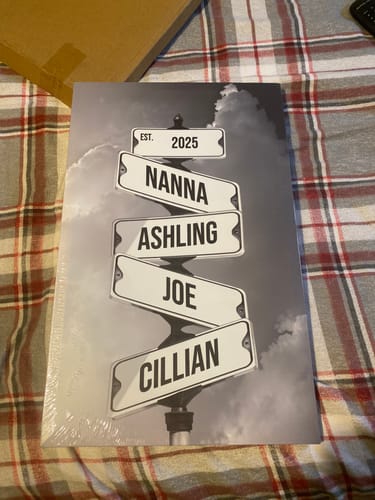 EST. 2025
NANNA
ASHLING
JOE
CILLIAN